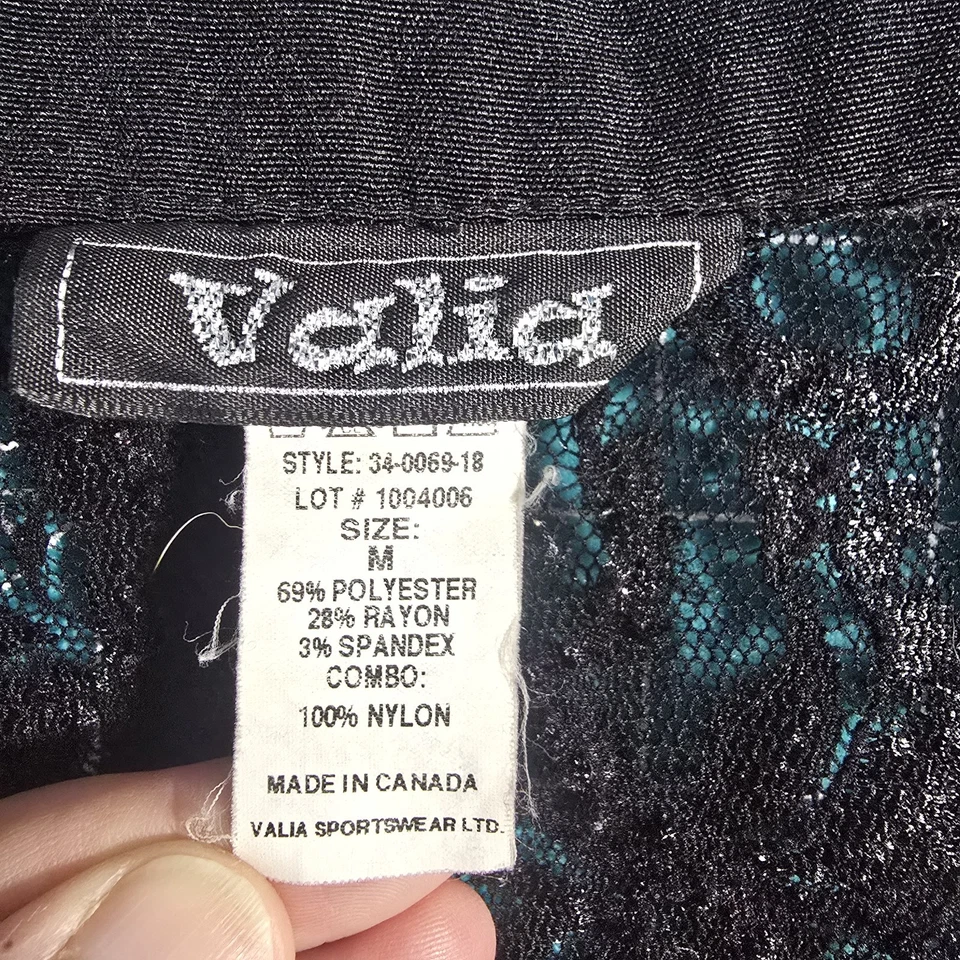 Valia
STYLE: 34-0069-18
LOT # 1004006
SIZE:
M
69% POLYESTER
28% RAYON
3% SPANDEX
COMBO:
100% NYLON
MADE IN CANADA
VALIA SPORTSWEAR LTD.